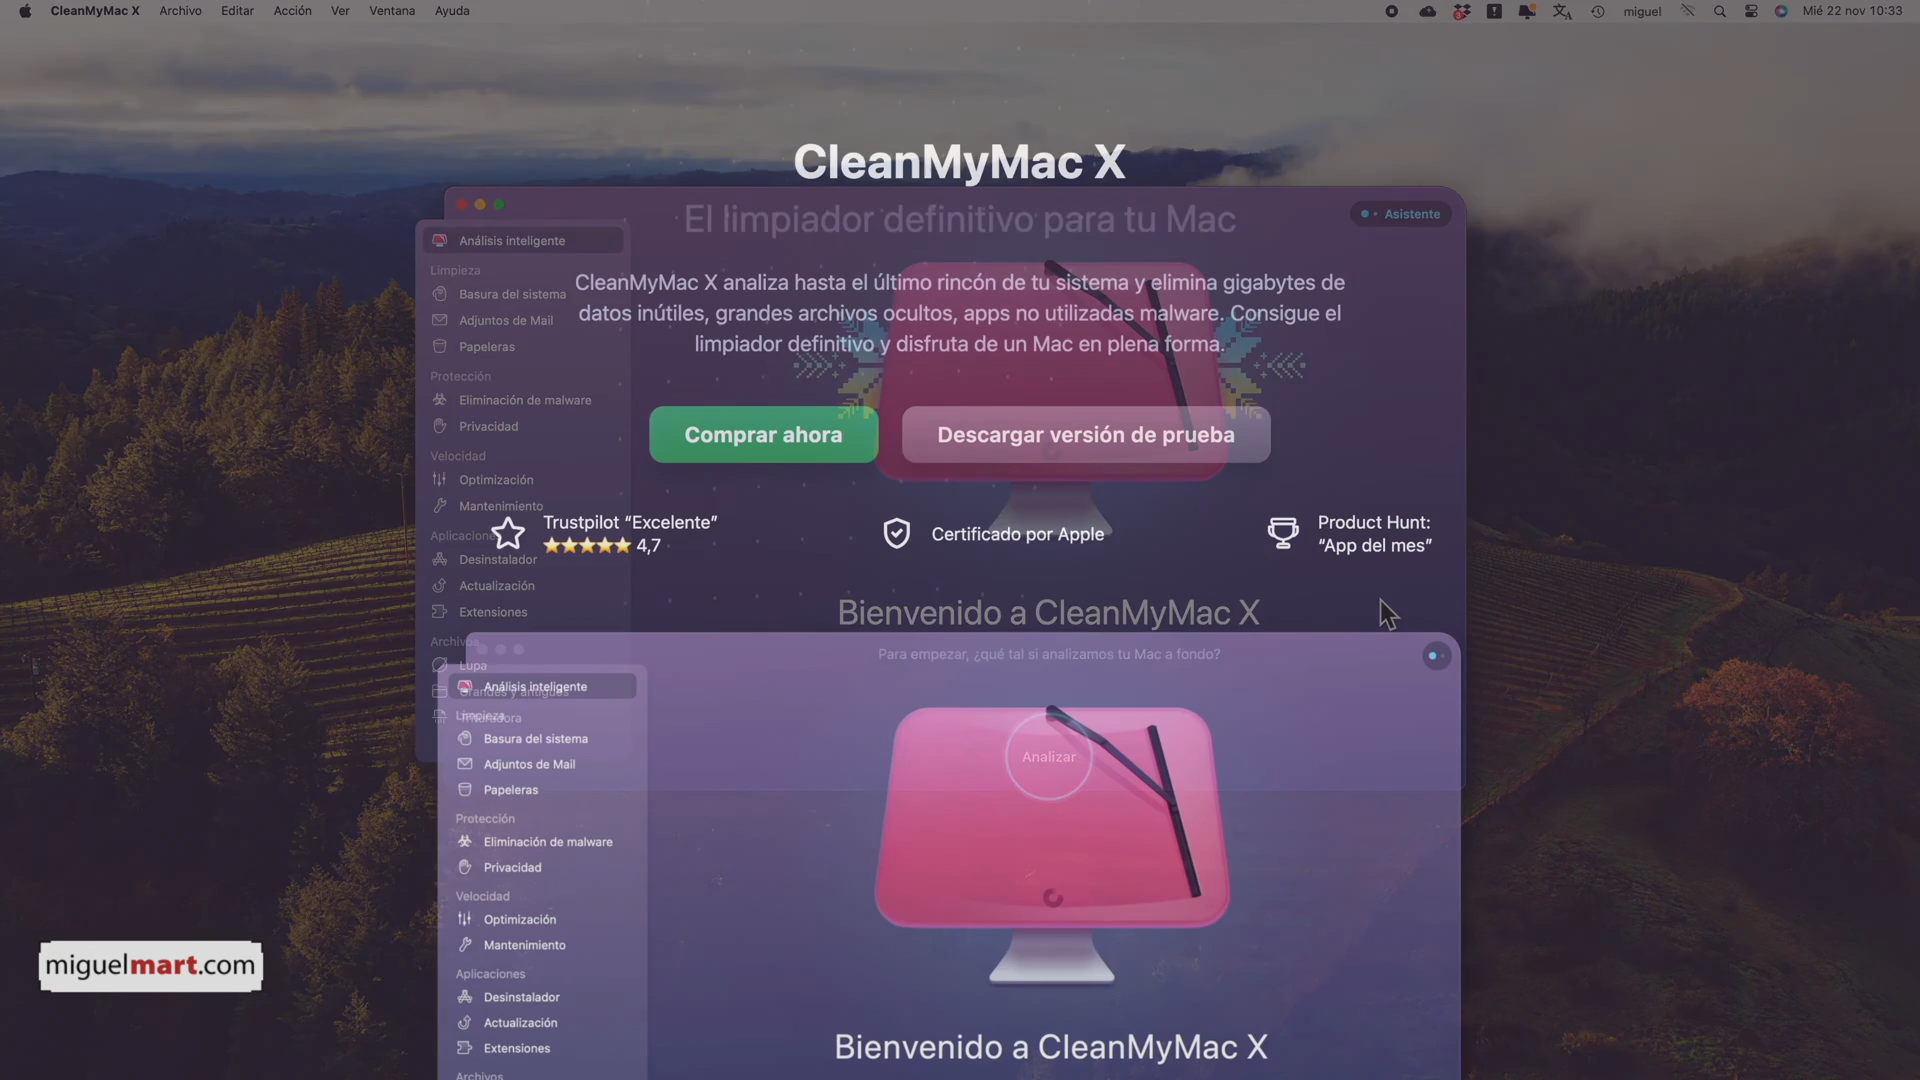 CleanMyMac X Archivo Editar Acción Ver Ventana Ayuda
miguel Mié 22 nov 10:33
CleanMyMac X
El limpiador definitivo para tu Mac
CleanMyMac X analiza hasta el último rincón de tu sistema y elimina gigabytes de
datos inútiles, grandes archivos ocultos, apps no utilizadas malware. Consigue el
limpiador definitivo y disfruta de un Mac en plena forma.
Comprar ahora
Descargar versión de prueba
Trustpilot “Excelente”
4,7
Certificado por Apple
Product Hunt:
“App del mes”
Asistente
Análisis inteligente
Limpieza
Basura del sistema
Adjuntos de Mail
Papeleras
Protección
Eliminación de malware
Privacidad
Velocidad
Optimización
Mantenimiento
Aplicaciones
Desinstalador
Actualización
Extensiones
Archivos
Lupa
Grandes y antiguos
Trituradora
Bienvenido a CleanMyMac X
Para empezar, ¿qué tal si analizamos tu Mac a fondo?
Analizar
Análisis inteligente
Limpieza
Basura del sistema
Adjuntos de Mail
Papeleras
Protección
Eliminación de malware
Privacidad
Velocidad
Optimización
Mantenimiento
Aplicaciones
Desinstalador
Actualización
Extensiones
Archivos
Bienvenido a CleanMyMac X
miguelmart.com